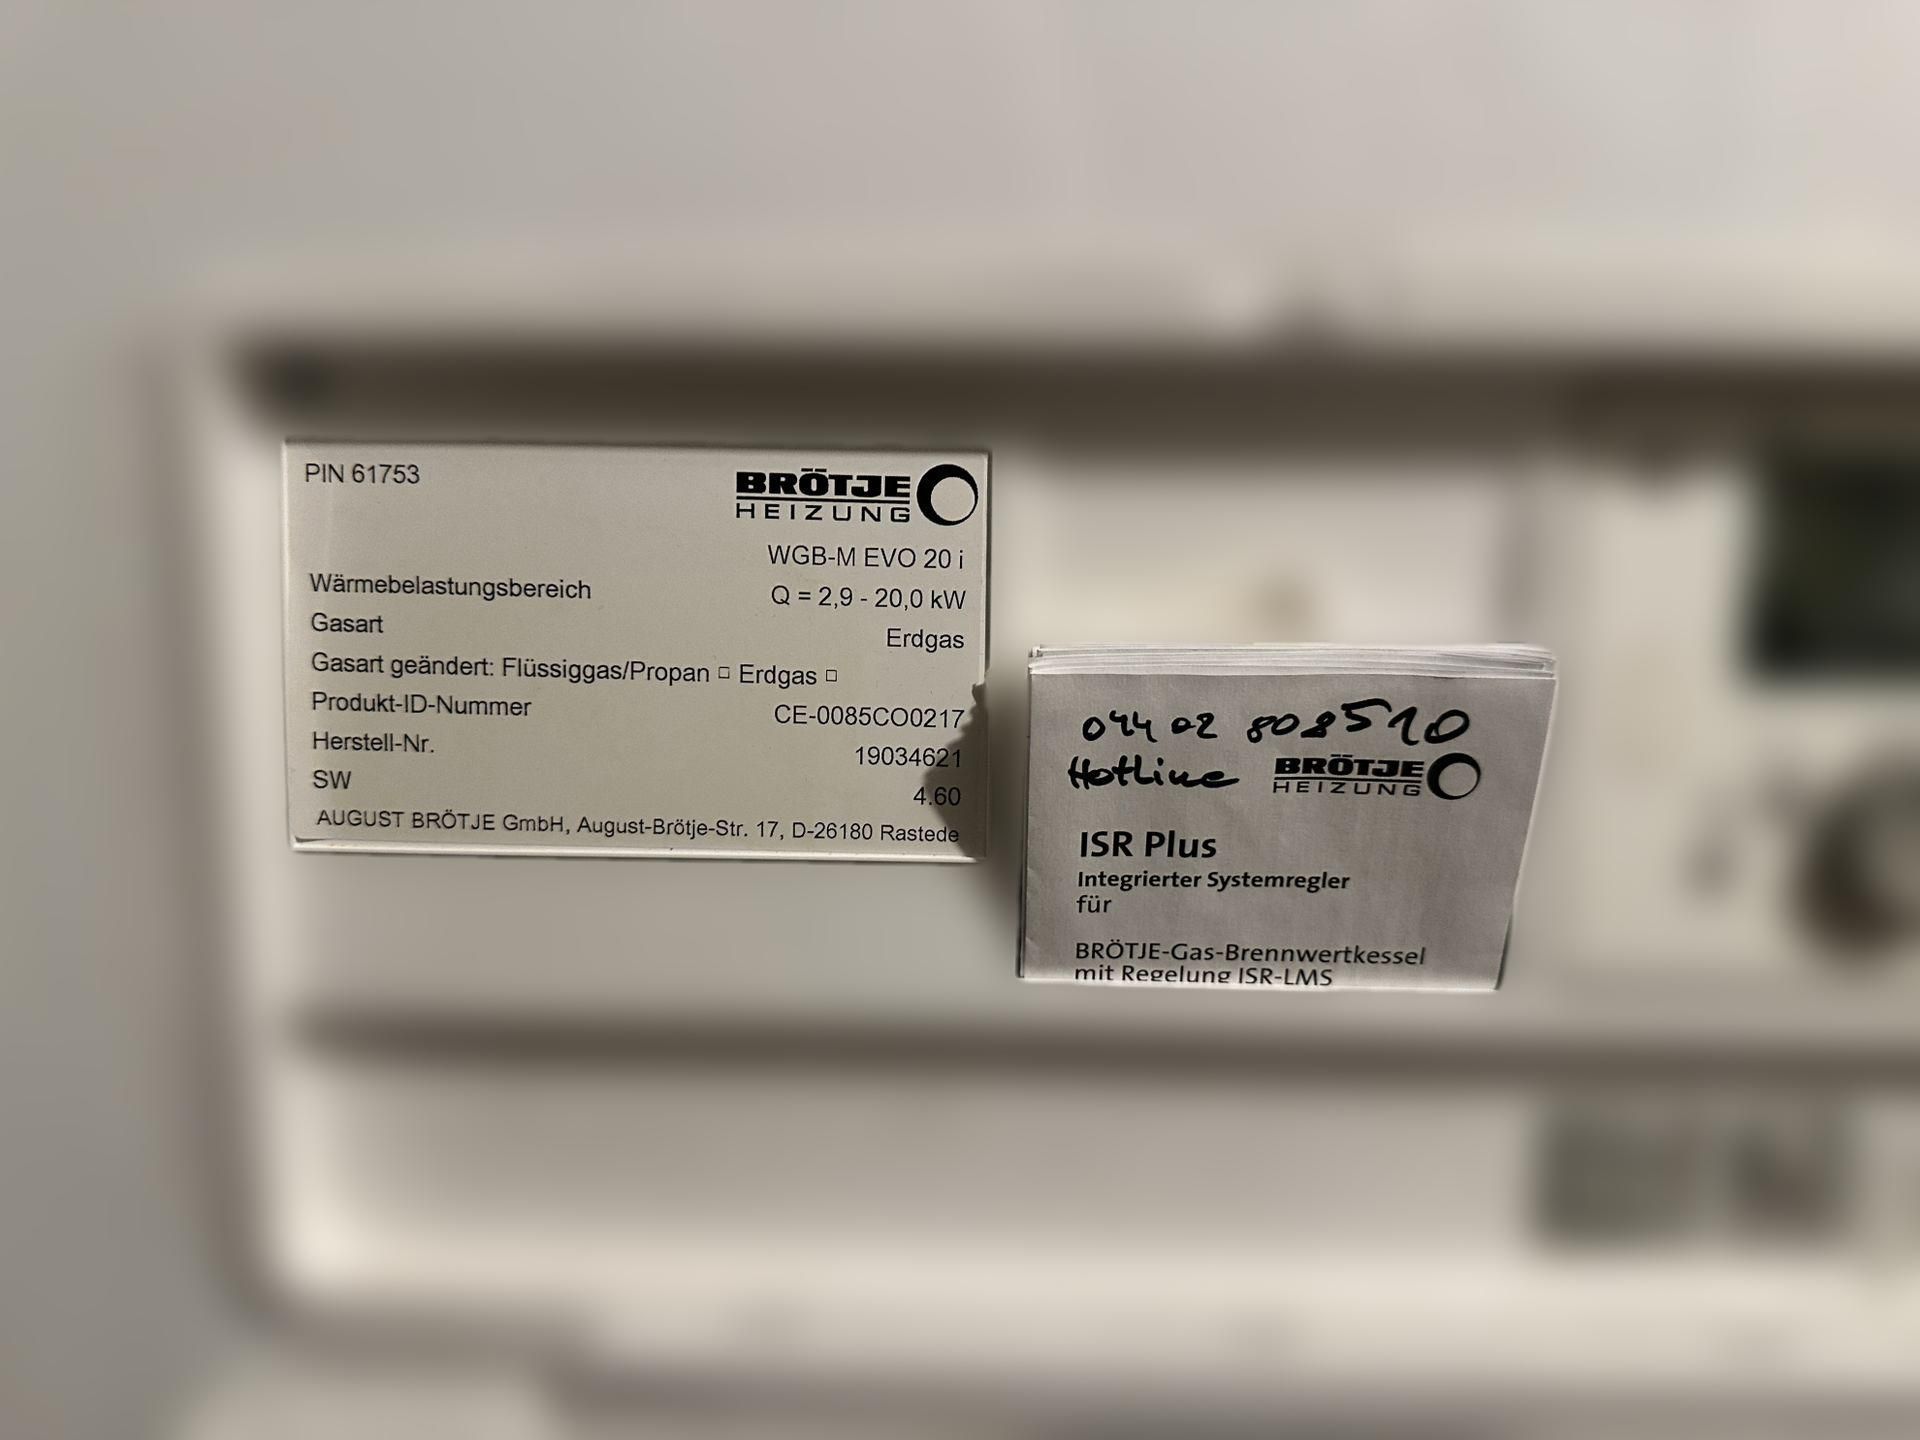 PIN 61753
BRÖTJE
HEIZUNG
WGB-M EVO 20 i
Wärmebelastungsbereich Q = 2,9 - 20,0 kW
Gasart Erdgas
Gasart geändert: Flüssiggas/Propan □ Erdgas □
Produkt-ID-Nummer CE-0085CO0217
Herstell-Nr. 19034621
SW 4.60
AUGUST BRÖTJE GmbH, August-Brötje-Str. 17, D-26180 Rastede
04402 808510
Hotline BRÖTJE
HEIZUNG
ISR Plus
Integrierter Systemregler
für
BRÖTJE-Gas-Brennwertkessel
mit Regelung ISR-LMS